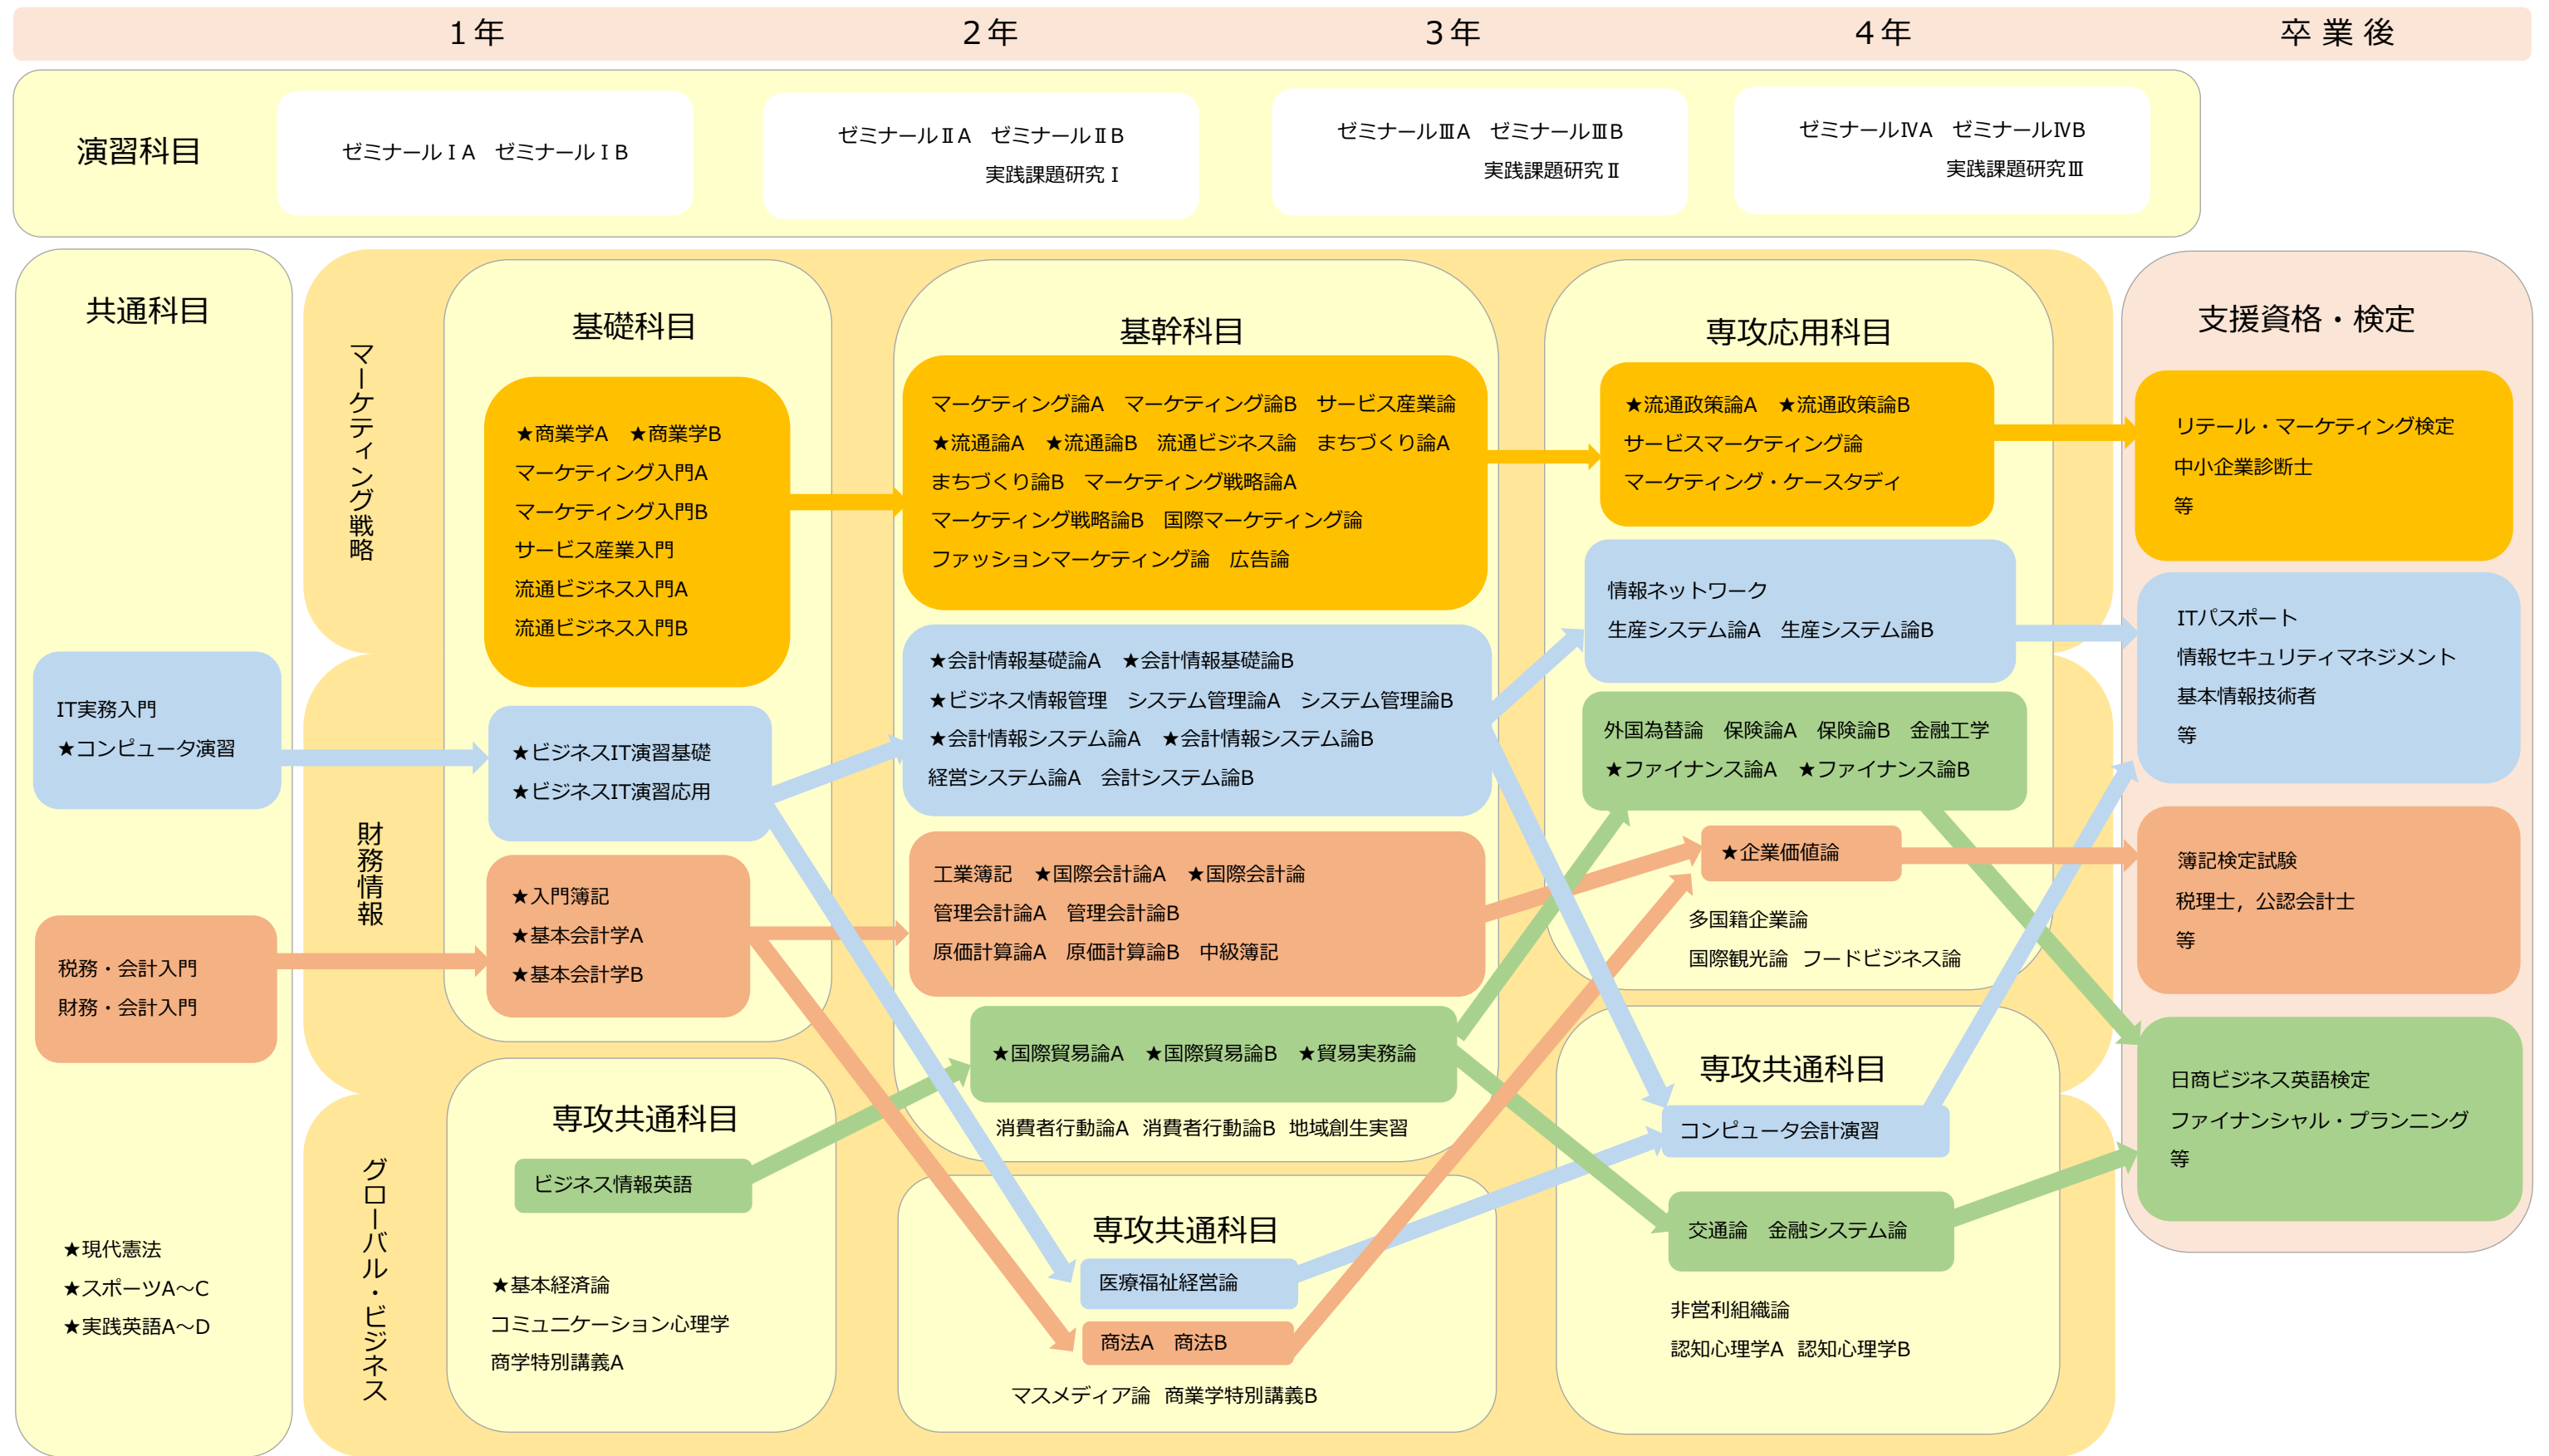 １年
２年
３年
４年
卒 業 後
演習科目
ゼミナールⅠA　ゼミナールⅠB
ゼミナールⅡA　ゼミナールⅡB
実践課題研究Ⅰ
ゼミナールⅢA　ゼミナールⅢB
実践課題研究Ⅱ
ゼミナールⅣA　ゼミナールⅣB
実践課題研究Ⅲ
共通科目
IT実務入門
★コンピュータ演習
税務・会計入門
財務・会計入門
★現代憲法
★スポーツA～C
★実践英語A～D
マーケティング戦略
財務情報
グローバル・ビジネス
基礎科目
★商業学A　★商業学B
マーケティング入門A
マーケティング入門B
サービス産業入門
流通ビジネス入門A
流通ビジネス入門B
★ビジネスIT演習基礎
★ビジネスIT演習応用
★入門簿記
★基本会計学A
★基本会計学B
専攻共通科目
ビジネス情報英語
★基本経済論
コミュニケーション心理学
商学特別講義A
基幹科目
マーケティング論A　マーケティング論B　サービス産業論
★流通論A　★流通論B　流通ビジネス論　まちづくり論A
まちづくり論B　マーケティング戦略論A
マーケティング戦略論B　国際マーケティング論
ファッションマーケティング論　広告論
★会計情報基礎論A　★会計情報基礎論B
★ビジネス情報管理　システム管理論A　システム管理論B
★会計情報システム論A　★会計情報システム論B
経営システム論A　会計システム論B
工業簿記　★国際会計論A　★国際会計論
管理会計論A　管理会計論B
原価計算論A　原価計算論B　中級簿記
★国際貿易論A　★国際貿易論B　★貿易実務論
消費者行動論A 消費者行動論B 地域創生実習
専攻共通科目
医療福祉経営論
商法A　商法B
マスメディア論 商業学特別講義B
専攻応用科目
★流通政策論A　★流通政策論B
サービスマーケティング論
マーケティング・ケースタディ
情報ネットワーク
生産システム論A　生産システム論B
外国為替論　保険論A　保険論B　金融工学
★ファイナンス論A　★ファイナンス論B
★企業価値論
多国籍企業論
国際観光論 フードビジネス論
専攻共通科目
コンピュータ会計演習
交通論　金融システム論
非営利組織論
認知心理学A 認知心理学B
支援資格・検定
リテール・マーケティング検定
中小企業診断士
等
ITパスポート
情報セキュリティマネジメント
基本情報技術者
等
簿記検定試験
税理士，公認会計士
等
日商ビジネス英語検定
ファイナンシャル・プランニング
等